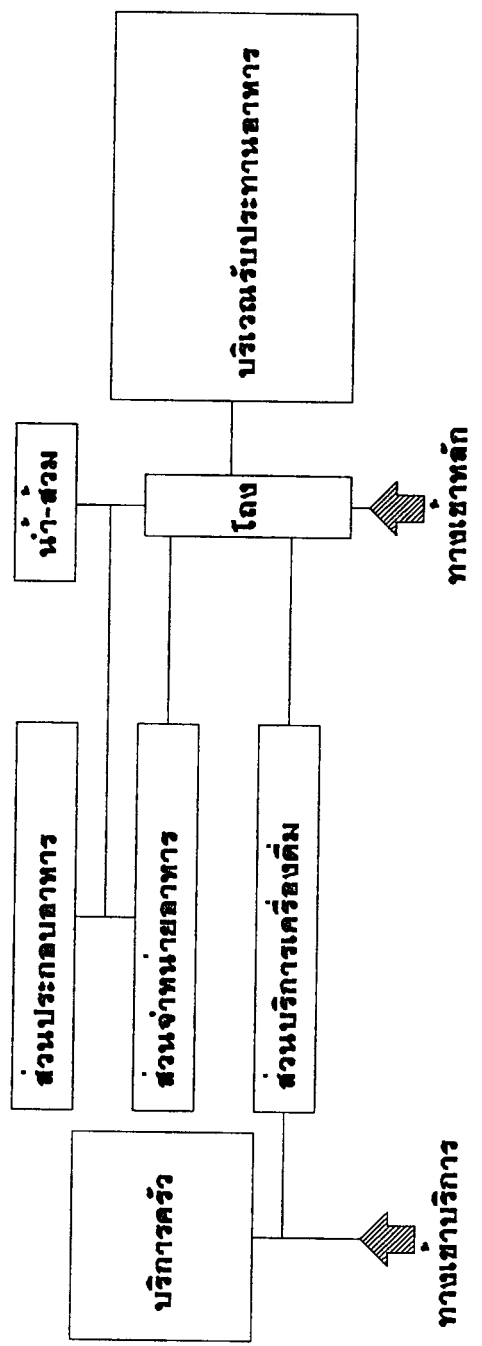 บริเวณรับประทานอาหาร
น้ำ-ส้วม
โถง
ทางเข้าหลัก
ส่วนประกอบอาหาร
ส่วนจำหน่ายอาหาร
ส่วนบริการเครื่องดื่ม
บริการครัว
ทางเข้าบริการ